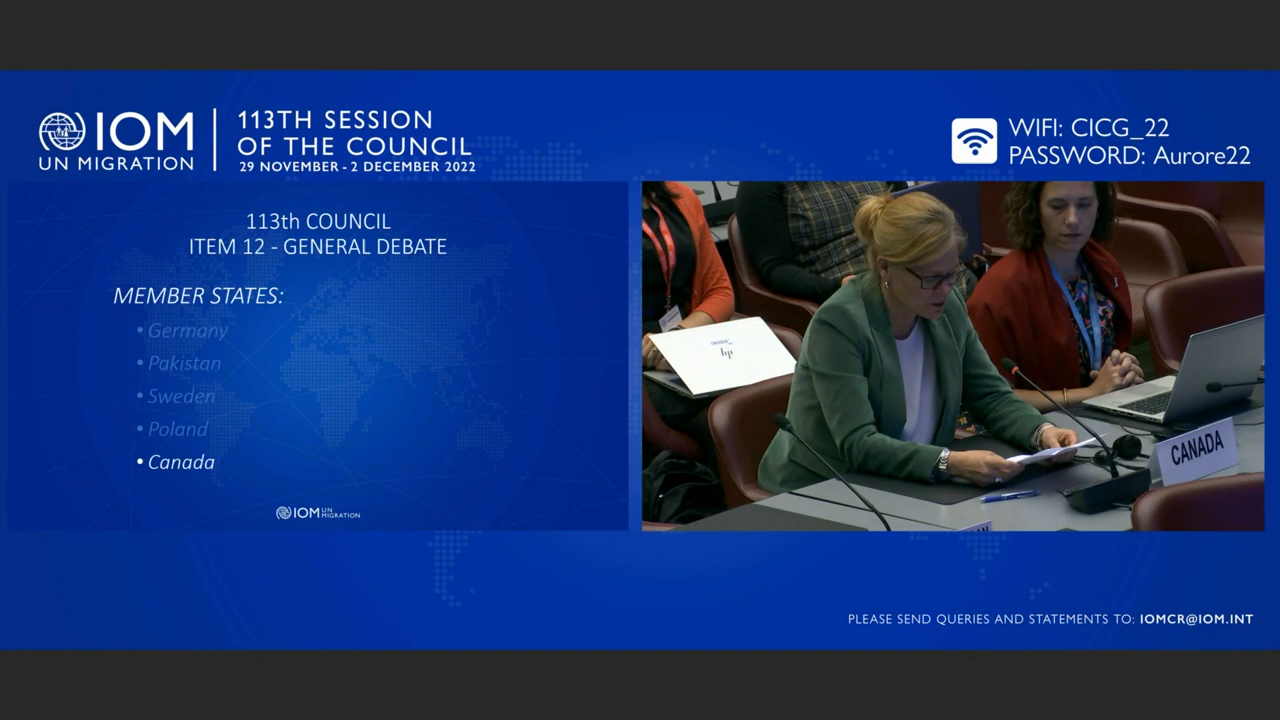 IOM
UN MIGRATION
113TH SESSION
OF THE COUNCIL
29 NOVEMBER - 2 DECEMBER 2022
WIFI: CICG_22
PASSWORD: Aurore22
113th COUNCIL
ITEM 12 - GENERAL DEBATE
MEMBER STATES:
• Germany
• Pakistan
• Sweden
• Poland
• Canada
IOM UN MIGRATION
CANADA
PLEASE SEND QUERIES AND STATEMENTS TO: IOMCR@IOM.INT